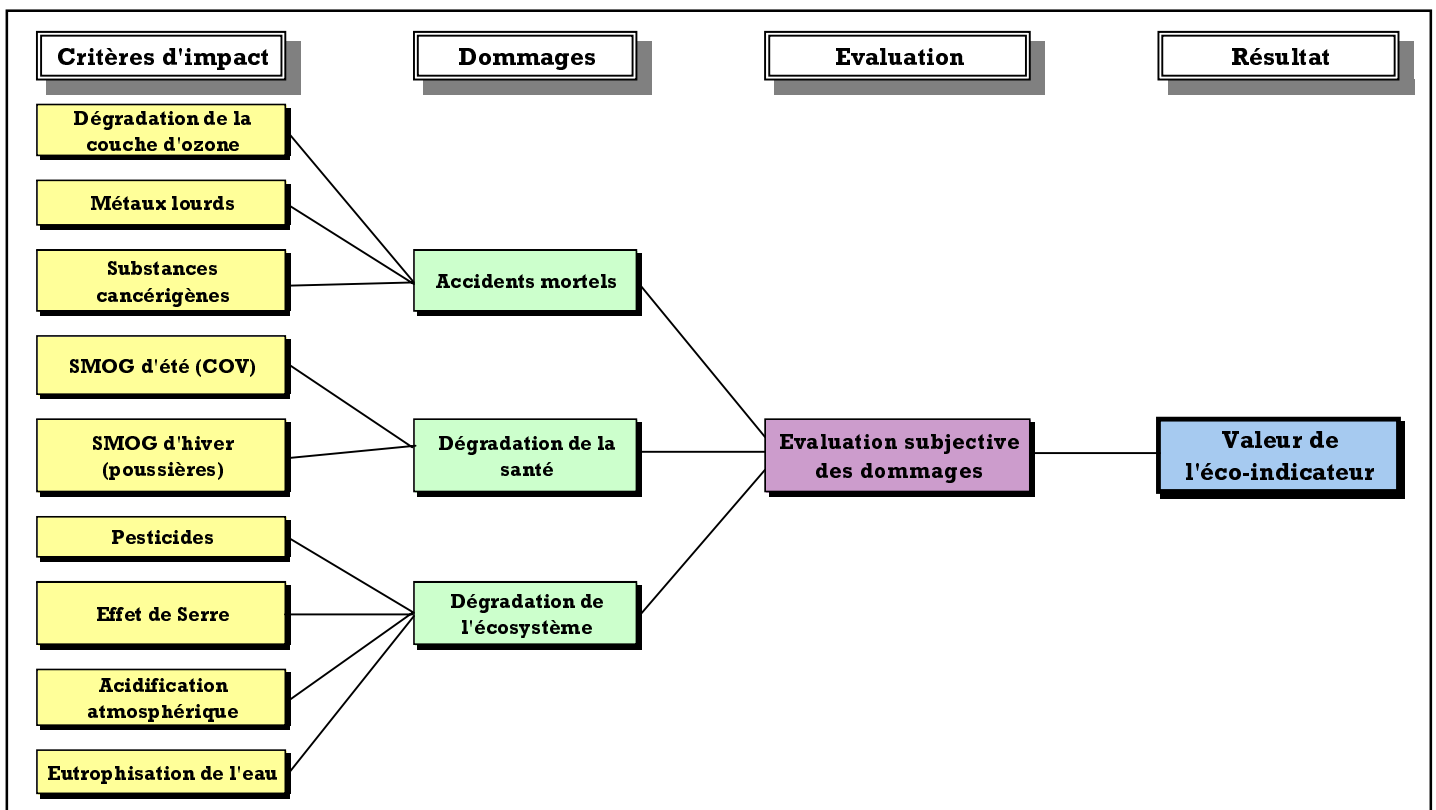 Critères d'impact
Dommages
Evaluation
Résultat
Dégradation de la
couche d'ozone
Métaux lourds
Substances
cancérigènes
SMOG d'été (COV)
SMOG d'hiver
(poussières)
Pesticides
Effet de Serre
Acidification
atmosphérique
Eutrophisation de l'eau
Accidents mortels
Dégradation de la
santé
Dégradation de
l'écosystème
Evaluation subjective
des dommages
Valeur de
l'éco-indicateur